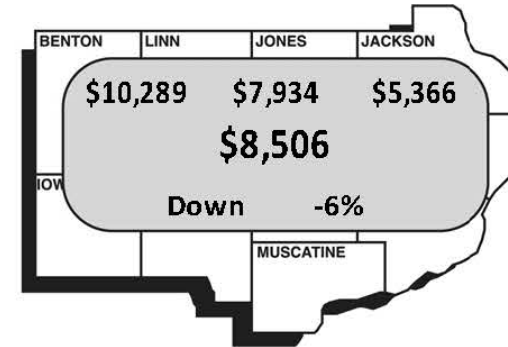 BENTON LINN JONES JACKSON
$10,289 $7,934 $5,366
$8,506
IOW
Down -6%
MUSCATINE